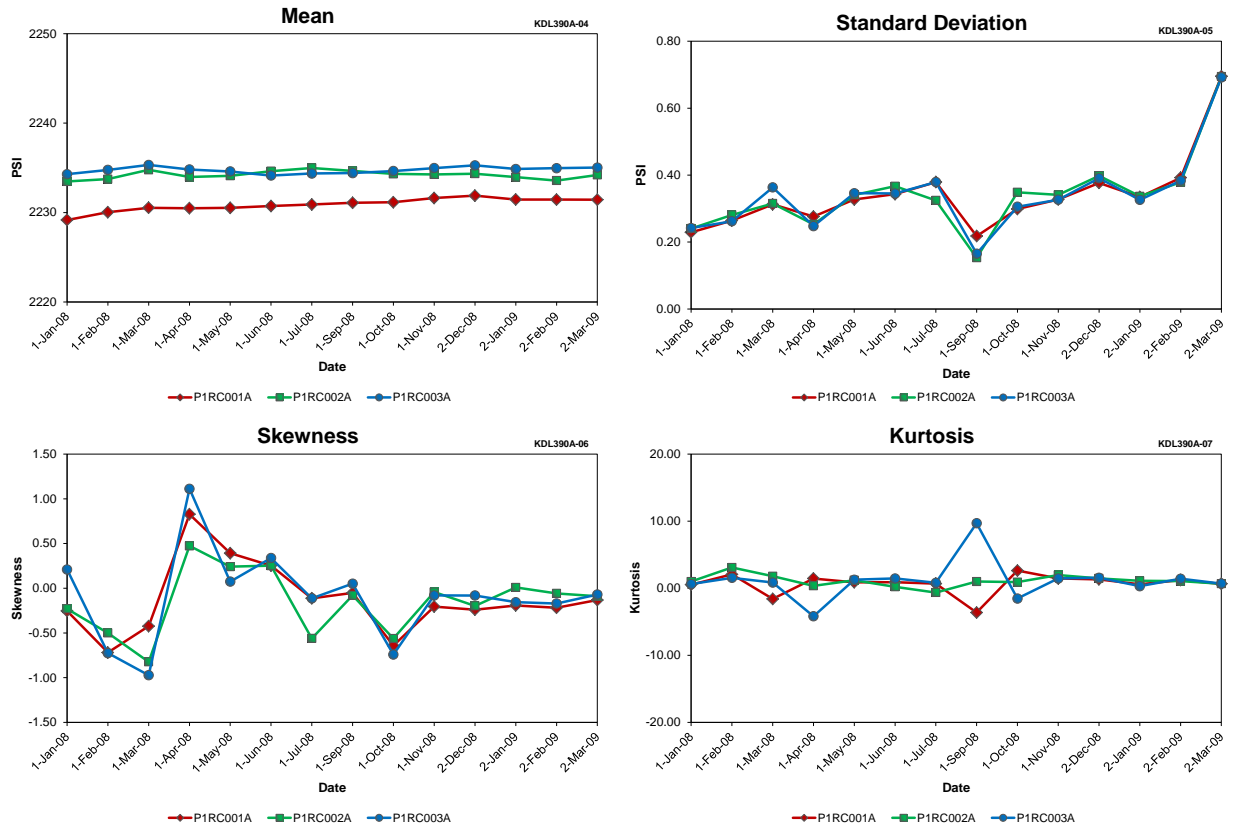 Mean
KDL390A-04
2250
2240
2230
2220
PSI
1-Jan-08
1-Feb-08
1-Mar-08
1-Apr-08
1-May-08
1-Jun-08
1-Jul-08
1-Sep-08
1-Oct-08
1-Nov-08
2-Dec-08
2-Jan-09
2-Feb-09
2-Mar-09
Date
P1RC001A P1RC002A P1RC003A
Standard Deviation
KDL390A-05
0.80
0.60
0.40
0.20
0.00
PSI
1-Jan-08
1-Feb-08
1-Mar-08
1-Apr-08
1-May-08
1-Jun-08
1-Jul-08
1-Sep-08
1-Oct-08
1-Nov-08
2-Dec-08
2-Jan-09
2-Feb-09
2-Mar-09
Date
P1RC001A P1RC002A P1RC003A
Skewness
KDL390A-06
1.50
1.00
0.50
0.00
-0.50
-1.00
-1.50
Skewness
1-Jan-08
1-Feb-08
1-Mar-08
1-Apr-08
1-May-08
1-Jun-08
1-Jul-08
1-Sep-08
1-Oct-08
1-Nov-08
2-Dec-08
2-Jan-09
2-Feb-09
2-Mar-09
Date
P1RC001A P1RC002A P1RC003A
Kurtosis
KDL390A-07
20.00
10.00
0.00
-10.00
-20.00
Kurtosis
1-Jan-08
1-Feb-08
1-Mar-08
1-Apr-08
1-May-08
1-Jun-08
1-Jul-08
1-Sep-08
1-Oct-08
1-Nov-08
2-Dec-08
2-Jan-09
2-Feb-09
2-Mar-09
Date
P1RC001A P1RC002A P1RC003A